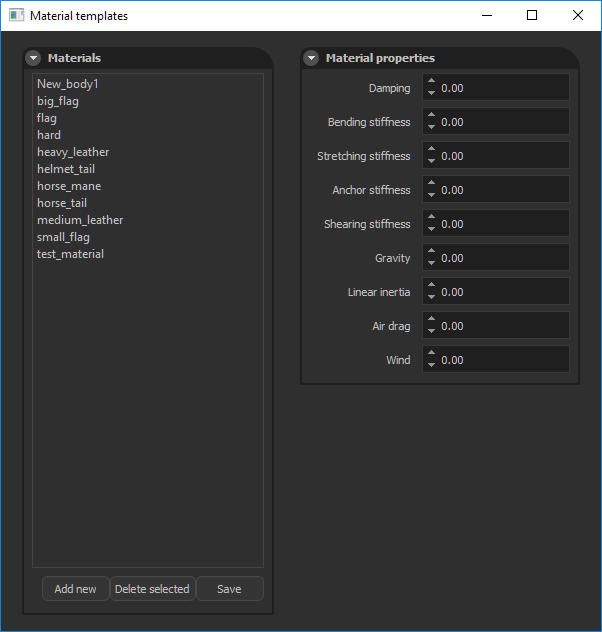 Material templates
Materials
New_body1
big_flag
flag
hard
heavy_leather
helmet_tail
horse_mane
horse_tail
medium_leather
small_flag
test_material
Add new
Delete selected
Save
Material properties
Damping 0.00
Bending stiffness 0.00
Stretching stiffness 0.00
Anchor stiffness 0.00
Shearing stiffness 0.00
Gravity 0.00
Linear inertia 0.00
Air drag 0.00
Wind 0.00